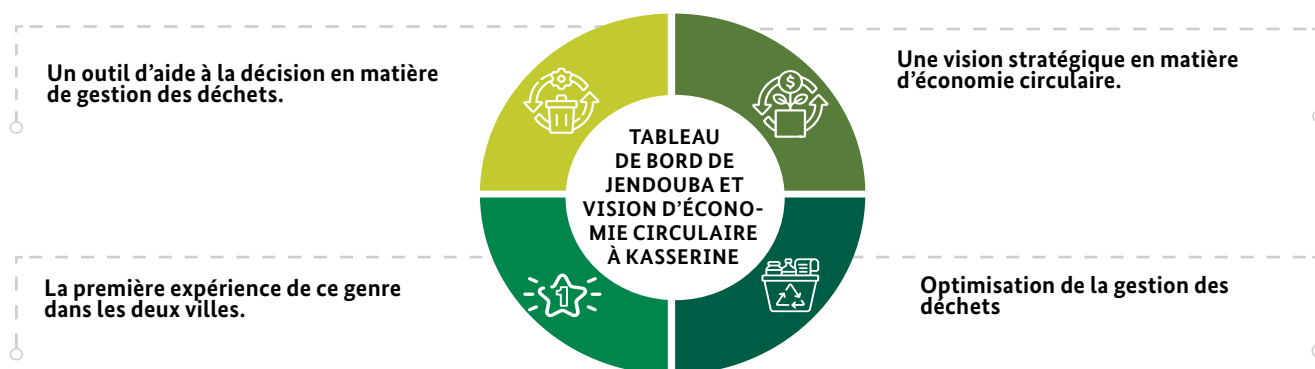 Un outil d'aide à la décision en matière
de gestion des déchets.
Une vision stratégique en matière
d'économie circulaire.
$
TABLEAU
DE BORD DE
JENDOUBA ET
VISION D'ÉCONO-
MIE CIRCULAIRE
À KASSERINE
La première expérience de ce genre
dans les deux villes.
1
Optimisation de la gestion des
déchets